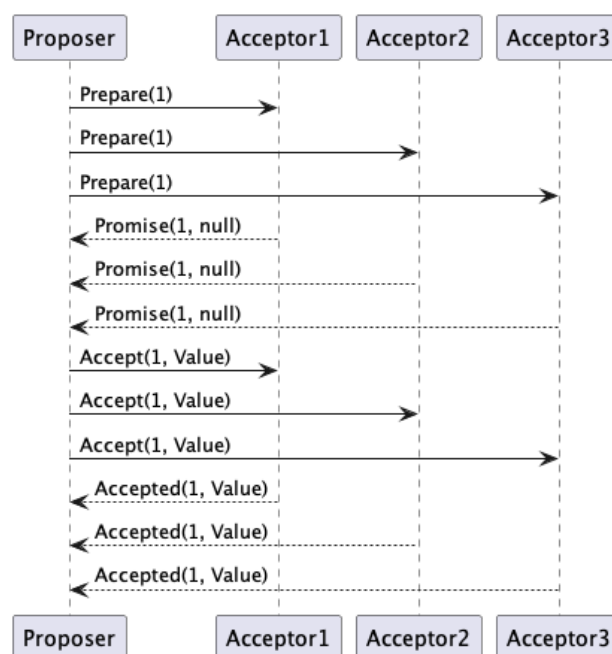 Proposer Acceptor1 Acceptor2 Acceptor3
Prepare(1)
Prepare(1)
Prepare(1)
Promise(1, null)
Promise(1, null)
Promise(1, null)
Accept(1, Value)
Accept(1, Value)
Accept(1, Value)
Accepted(1, Value)
Accepted(1, Value)
Accepted(1, Value)
Proposer Acceptor1 Acceptor2 Acceptor3